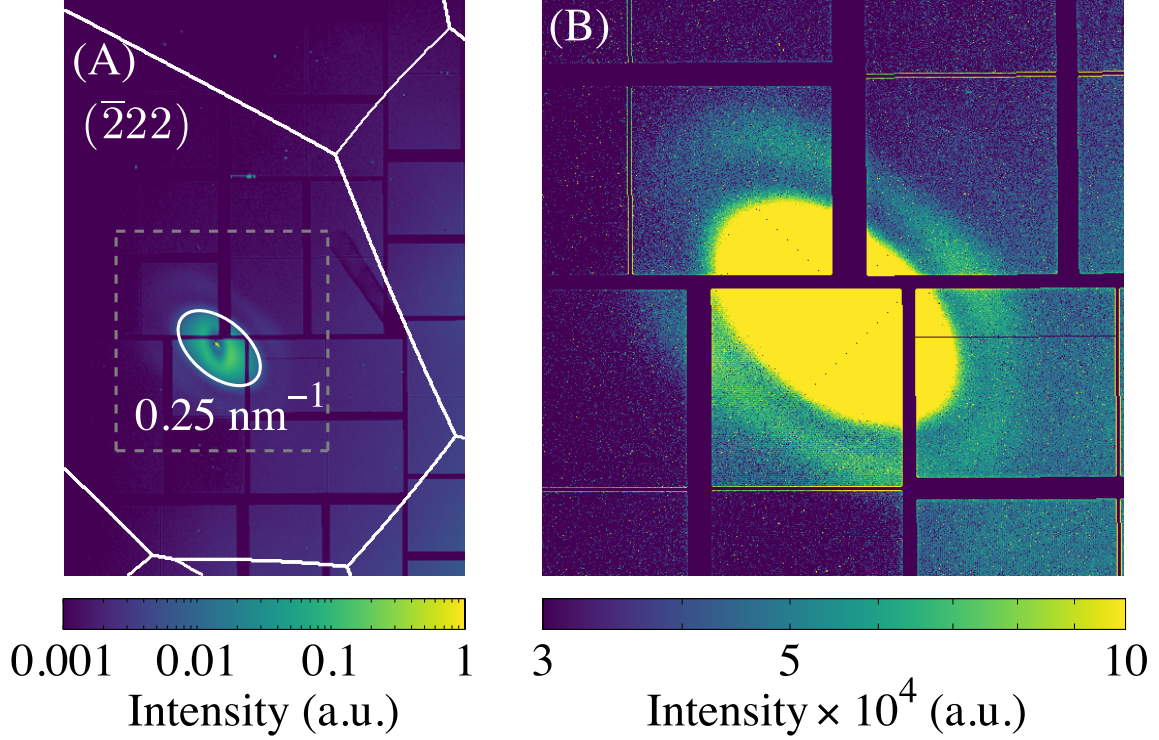 (A)
(2̅22)
0.25 nm⁻¹
0.001 0.01 0.1 1
Intensity (a.u.)
(B)
3 5 10
Intensity × 10⁴ (a.u.)